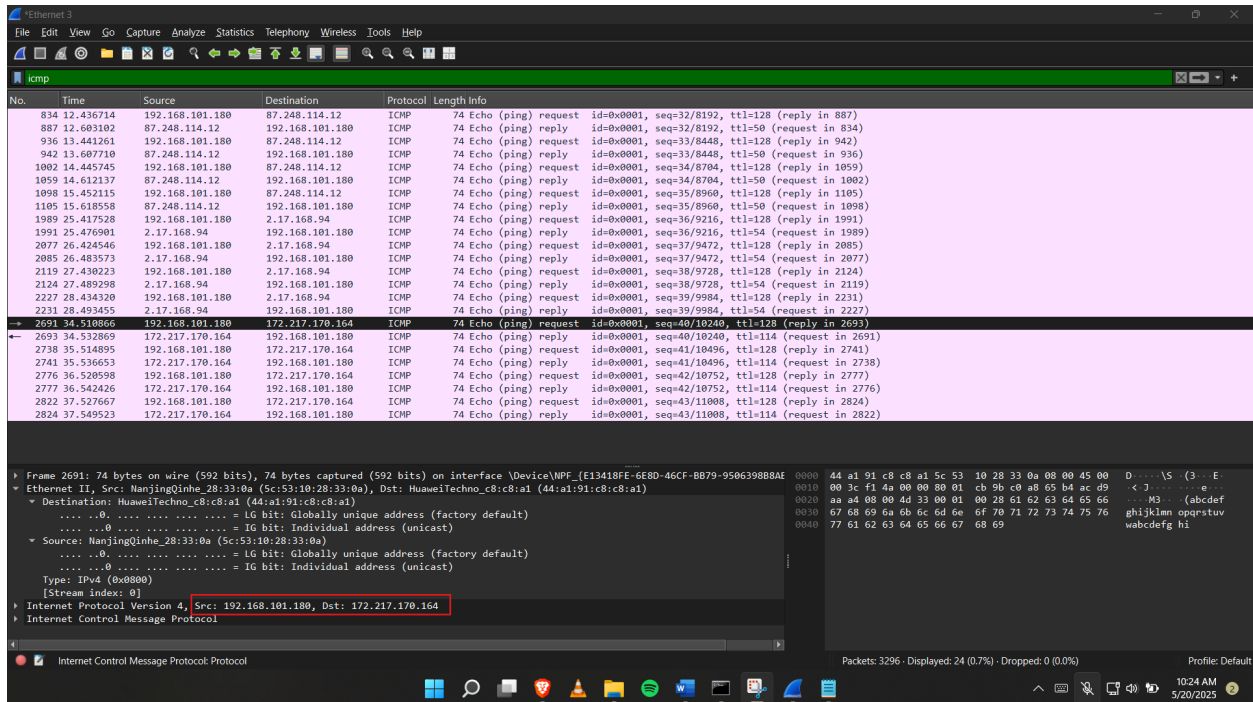 *Ethernet 3
File Edit View Go Capture Analyze Statistics Telephony Wireless Tools Help
icmp
No. Time Source Destination Protocol Length Info
834 12.436714 192.168.101.180 87.248.114.12 ICMP 74 Echo (ping) request id=0x0001, seq=32/8192, ttl=128 (reply in 887)
887 12.603102 87.248.114.12 192.168.101.180 ICMP 74 Echo (ping) reply id=0x0001, seq=32/8192, ttl=50 (request in 834)
936 13.441261 192.168.101.180 87.248.114.12 ICMP 74 Echo (ping) request id=0x0001, seq=33/8448, ttl=128 (reply in 942)
942 13.607710 87.248.114.12 192.168.101.180 ICMP 74 Echo (ping) reply id=0x0001, seq=33/8448, ttl=50 (request in 936)
1002 14.445745 192.168.101.180 87.248.114.12 ICMP 74 Echo (ping) request id=0x0001, seq=34/8704, ttl=128 (reply in 1059)
1059 14.612137 87.248.114.12 192.168.101.180 ICMP 74 Echo (ping) reply id=0x0001, seq=34/8704, ttl=50 (request in 1002)
1098 15.452115 192.168.101.180 87.248.114.12 ICMP 74 Echo (ping) request id=0x0001, seq=35/8960, ttl=128 (reply in 1105)
1105 15.618558 87.248.114.12 192.168.101.180 ICMP 74 Echo (ping) reply id=0x0001, seq=35/8960, ttl=50 (request in 1098)
1989 25.417528 192.168.101.180 2.17.168.94 ICMP 74 Echo (ping) request id=0x0001, seq=36/9216, ttl=128 (reply in 1991)
1991 25.476901 2.17.168.94 192.168.101.180 ICMP 74 Echo (ping) reply id=0x0001, seq=36/9216, ttl=54 (request in 1989)
2077 26.424546 192.168.101.180 2.17.168.94 ICMP 74 Echo (ping) request id=0x0001, seq=37/9472, ttl=128 (reply in 2085)
2085 26.483573 2.17.168.94 192.168.101.180 ICMP 74 Echo (ping) reply id=0x0001, seq=37/9472, ttl=54 (request in 2077)
2119 27.430223 192.168.101.180 2.17.168.94 ICMP 74 Echo (ping) request id=0x0001, seq=38/9728, ttl=128 (reply in 2124)
2124 27.489298 2.17.168.94 192.168.101.180 ICMP 74 Echo (ping) reply id=0x0001, seq=38/9728, ttl=54 (request in 2119)
2227 28.434320 192.168.101.180 2.17.168.94 ICMP 74 Echo (ping) request id=0x0001, seq=39/9984, ttl=128 (reply in 2231)
2231 28.493455 2.17.168.94 192.168.101.180 ICMP 74 Echo (ping) reply id=0x0001, seq=39/9984, ttl=54 (request in 2227)
2691 34.510866 192.168.101.180 172.217.170.164 ICMP 74 Echo (ping) request id=0x0001, seq=40/10240, ttl=128 (reply in 2693)
2693 34.532869 172.217.170.164 192.168.101.180 ICMP 74 Echo (ping) reply id=0x0001, seq=40/10240, ttl=114 (request in 2691)
2738 35.514895 192.168.101.180 172.217.170.164 ICMP 74 Echo (ping) request id=0x0001, seq=41/10496, ttl=128 (reply in 2741)
2741 35.536653 172.217.170.164 192.168.101.180 ICMP 74 Echo (ping) reply id=0x0001, seq=41/10496, ttl=114 (request in 2738)
2776 36.520598 192.168.101.180 172.217.170.164 ICMP 74 Echo (ping) request id=0x0001, seq=42/10752, ttl=128 (reply in 2777)
2777 36.542426 172.217.170.164 192.168.101.180 ICMP 74 Echo (ping) reply id=0x0001, seq=42/10752, ttl=114 (request in 2776)
2822 37.527667 192.168.101.180 172.217.170.164 ICMP 74 Echo (ping) request id=0x0001, seq=43/11008, ttl=128 (reply in 2824)
2824 37.549523 172.217.170.164 192.168.101.180 ICMP 74 Echo (ping) reply id=0x0001, seq=43/11008, ttl=114 (request in 2822)
Frame 2691: 74 bytes on wire (592 bits), 74 bytes captured (592 bits) on interface \Device\NPF_{E13418FE-6E8D-46CF-BB79-9506398B8AE
Ethernet II, Src: NanjingQinhe_28:33:0a (5c:53:10:28:33:0a), Dst: HuaweiTechno_c8:c8:a1 (44:a1:91:c8:c8:a1)
Destination: HuaweiTechno_c8:c8:a1 (44:a1:91:c8:c8:a1)
.... ..0. .... .... .... .... = LG bit: Globally unique address (factory default)
.... ...0 .... .... .... .... = IG bit: Individual address (unicast)
Source: NanjingQinhe_28:33:0a (5c:53:10:28:33:0a)
.... ..0. .... .... .... .... = LG bit: Globally unique address (factory default)
.... ...0 .... .... .... .... = IG bit: Individual address (unicast)
Type: IPv4 (0x0800)
[Stream index: 0]
Internet Protocol Version 4, Src: 192.168.101.180, Dst: 172.217.170.164
Internet Control Message Protocol
0000 44 a1 91 c8 c8 a1 5c 53 10 28 33 0a 08 00 45 00 D·····\S ·(3···E·
0010 00 3c f1 4a 00 00 80 01 cb 9b c0 a8 65 b4 ac d9 ·<·J···· ····e···
0020 aa a4 08 00 4d 33 00 01 00 28 61 62 63 64 65 66 ····M3·· ·(abcdef
0030 67 68 69 6a 6b 6c 6d 6e 6f 70 71 72 73 74 75 76 ghijklmn opqrstuv
0040 77 61 62 63 64 65 66 67 68 69 wabcdefg hi
Internet Control Message Protocol: Protocol
Packets: 3296 · Displayed: 24 (0.7%) · Dropped: 0 (0.0%)
Profile: Default
10:24 AM
5/20/2025
2